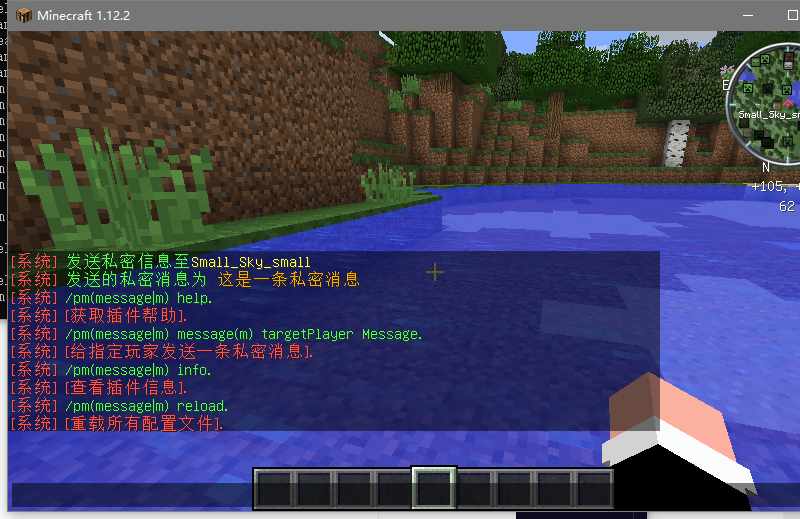 Minecraft 1.12.2
E
Small_Sky_sm
N
+105,
62
[系统] 发送私密信息至Small_Sky_small
[系统] 发送的私密消息为 这是一条私密消息
[系统] /pm(message|m) help.
[系统] [获取插件帮助].
[系统] /pm(message|m) message(m) targetPlayer Message.
[系统] [给指定玩家发送一条私密消息].
[系统] /pm(message|m) info.
[系统] [查看插件信息].
[系统] /pm(message|m) reload.
[系统] [重载所有配置文件].